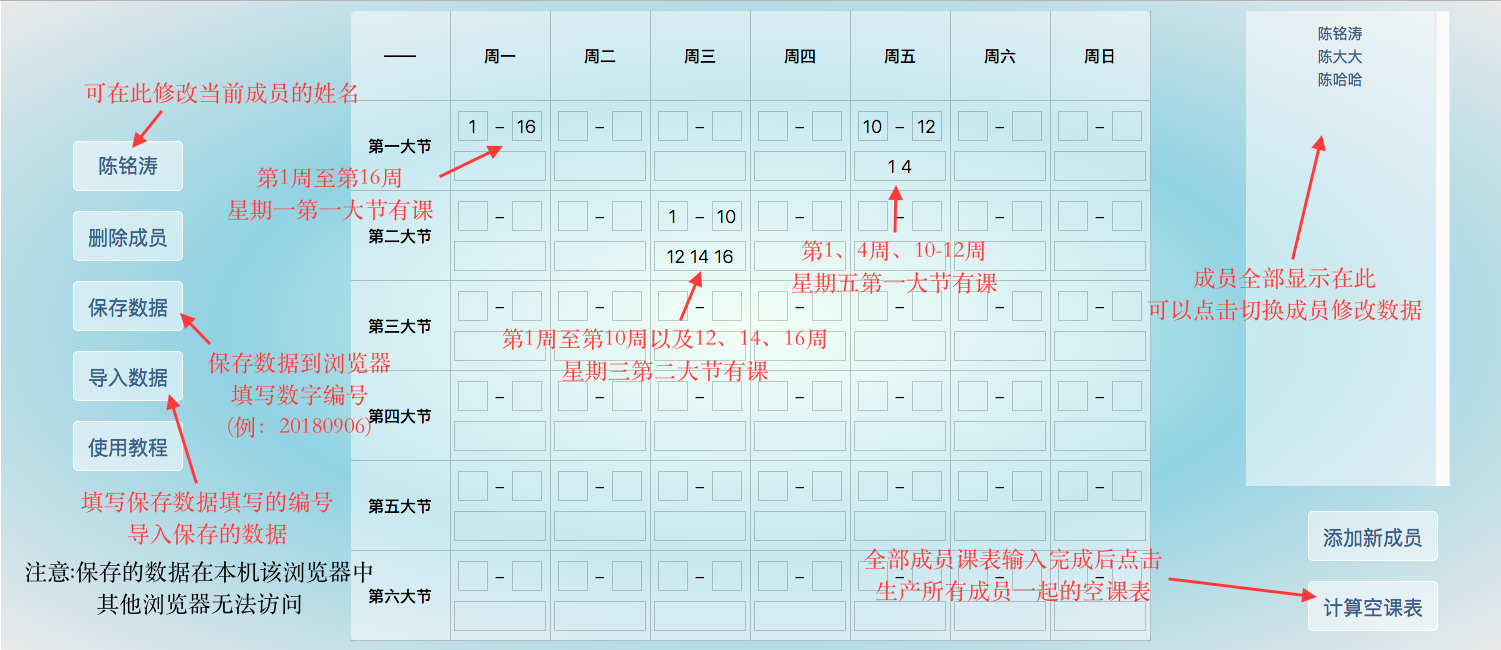 —— 周一 周二 周三 周四 周五 周六 周日
陈铭涛
陈大大
陈哈哈
可在此修改当前成员的姓名
陈铭涛
删除成员
保存数据
导入数据
使用教程
第一大节
1 – 16
–
–
–
10 – 12
–
–
1 4
第1周至第16周
星期一第一大节有课
第二大节
–
–
1 – 10
–
–
–
–
12 14 16
第1、4周、10-12周
星期五第一大节有课
成员全部显示在此
可以点击切换成员修改数据
第三大节
–
–
–
–
–
–
–
第1周至第10周以及12、14、16周
星期三第二大节有课
保存数据到浏览器
填写数字编号
(例：20180906)
第四大节
–
–
–
–
–
–
–
填写保存数据填写的编号
导入保存的数据
第五大节
–
–
–
–
–
–
–
注意:保存的数据在本机该浏览器中
其他浏览器无法访问
第六大节
–
–
–
–
–
–
–
全部成员课表输入完成后点击
生产所有成员一起的空课表
添加新成员
计算空课表